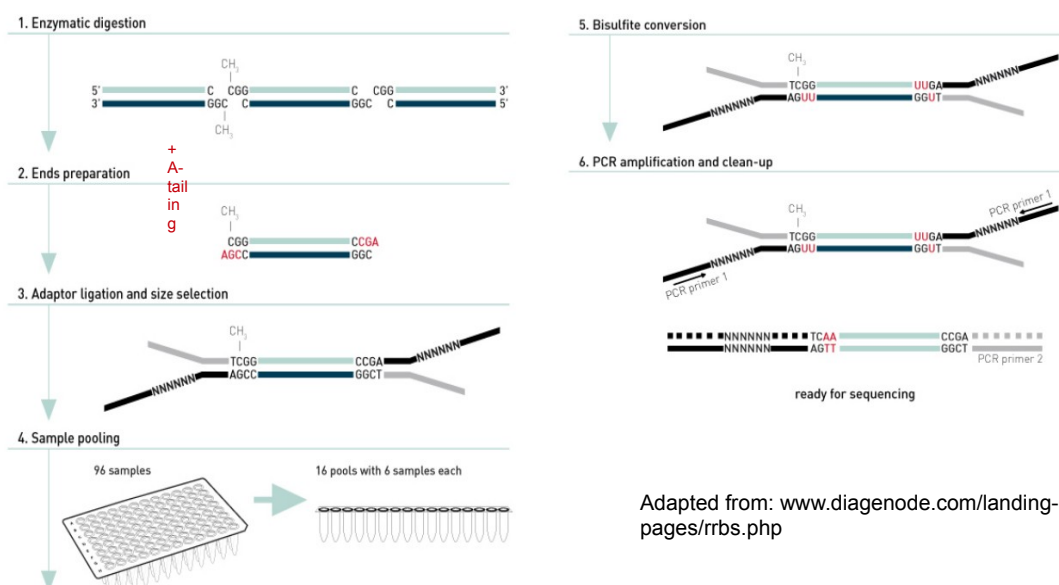 1. Enzymatic digestion
CH3
C CGG C CGG
5' 3'
3' 5'
GGC C GGC C
CH3
+
A-
tail
in
g
2. Ends preparation
CH3
CGG CCGA
AGCC GGC
3. Adaptor ligation and size selection
CH3
NNNNNN
TCGG CCGA
AGCC GGCT
NNNNNN
4. Sample pooling
96 samples
16 pools with 6 samples each
5. Bisulfite conversion
CH3
NNNNNN
TCGG UUGA
AGUU GGUT
NNNNNN
6. PCR amplification and clean-up
CH3
PCR primer 1
NNNNNN
TCGG UUGA
AGUU GGUT
NNNNNN
PCR primer 1
NNNNNN TCAA CCGA
NNNNNN AGTT GGCT
PCR primer 2
ready for sequencing
Adapted from: www.diagenode.com/landing-
pages/rrbs.php